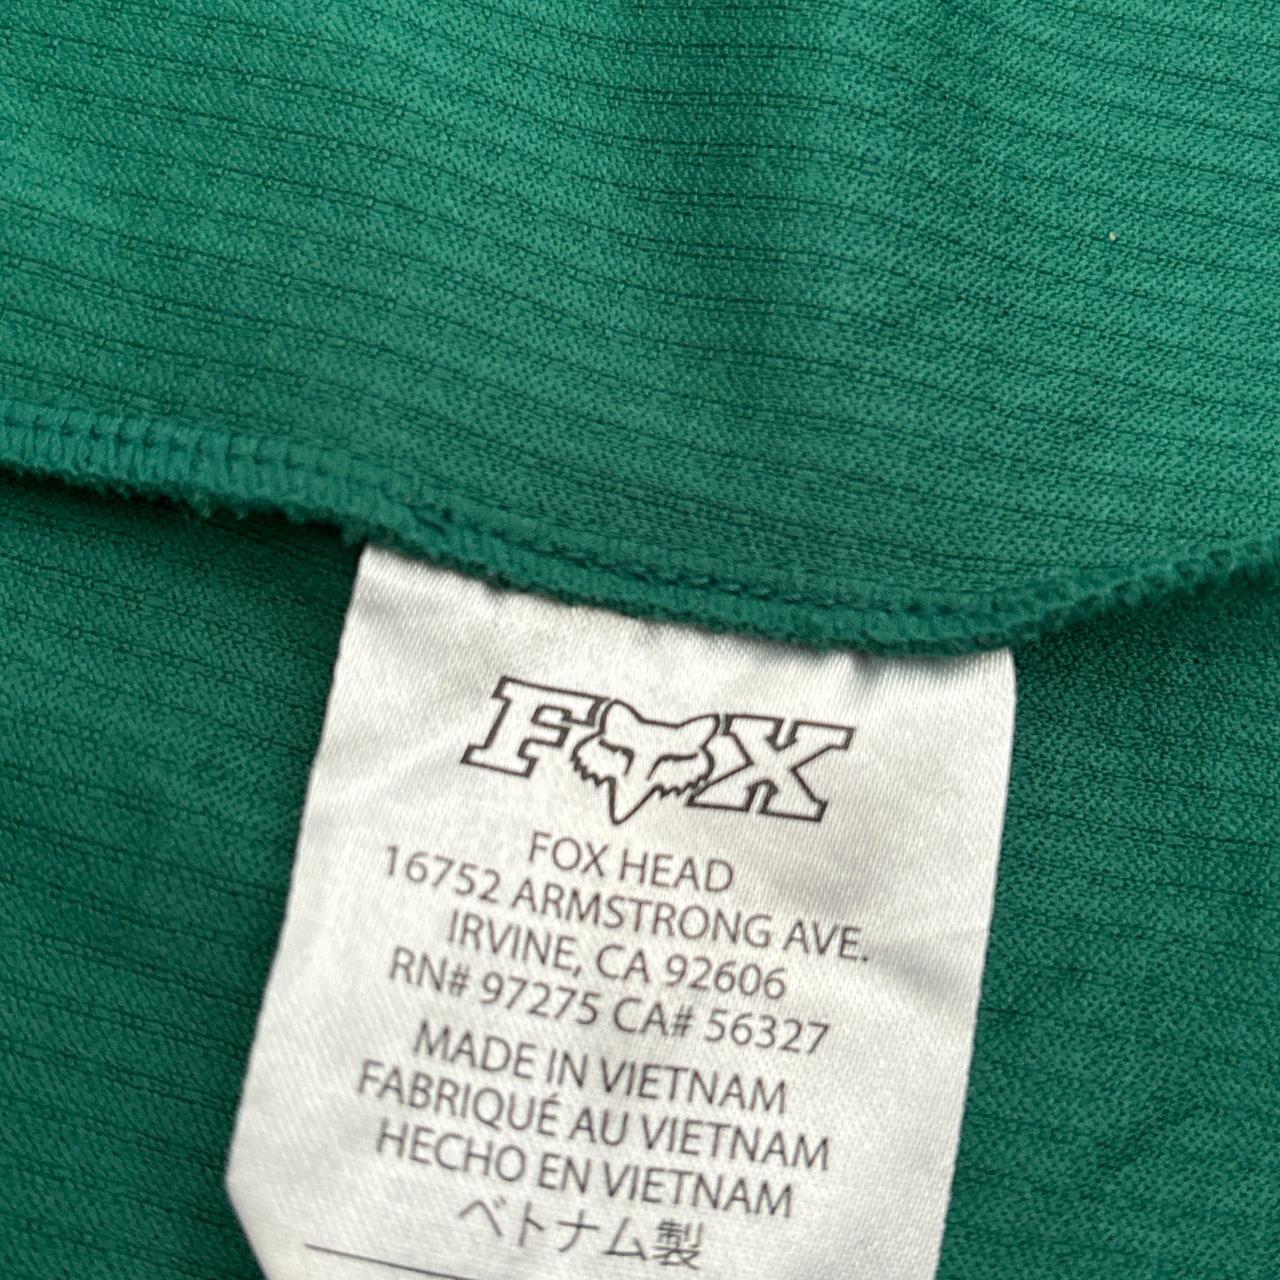 FOX
FOX HEAD
16752 ARMSTRONG AVE.
IRVINE, CA 92606
RN# 97275 CA# 56327
MADE IN VIETNAM
FABRIQUÉ AU VIETNAM
HECHO EN VIETNAM
ベトナム製